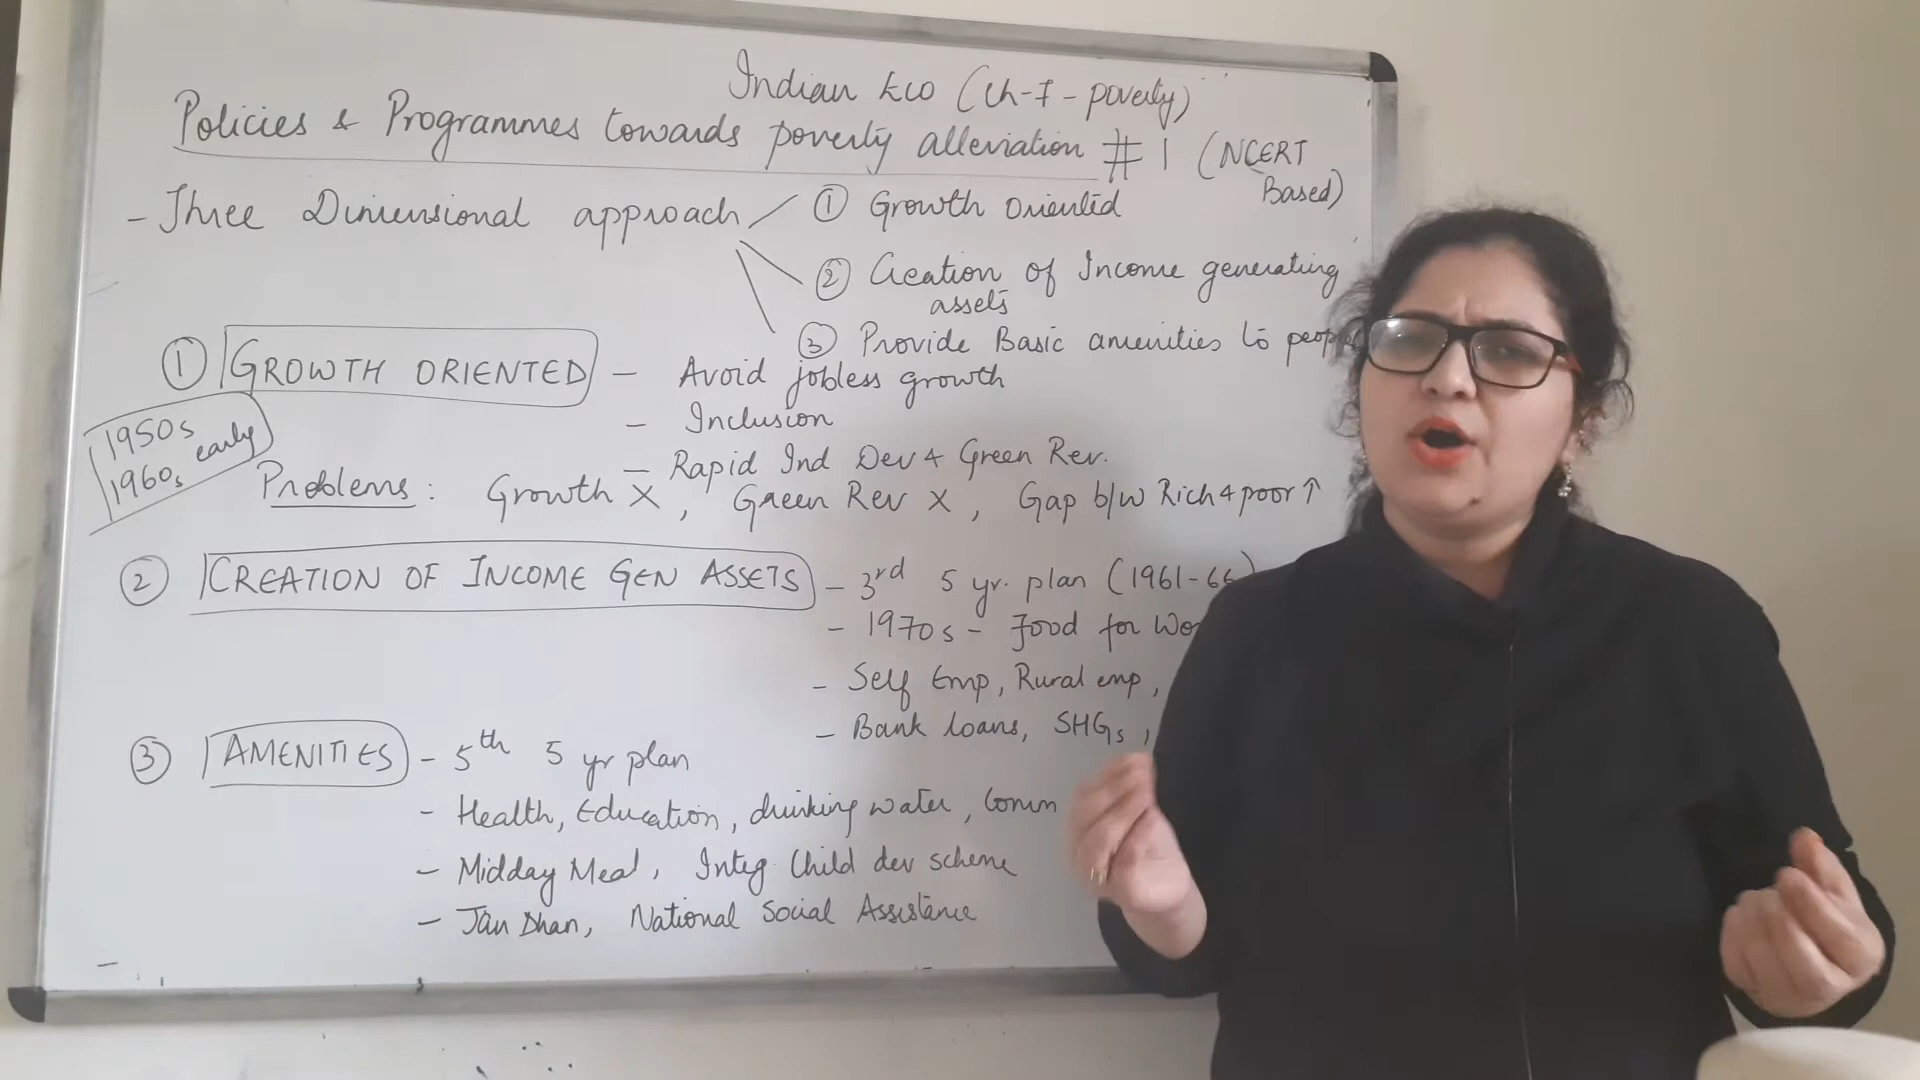 Indian Eco (Ch-I - poverty)
Policies & Programmes towards poverty alleviation # 1 (NCERT Based)
- Three Dimensional approach
① Growth Oriented
② Creation of Income generating assets
③ Provide Basic amenities to
① GROWTH ORIENTED - Avoid jobless growth
- Inclusion
- Rapid Ind Dev & Green Rev.
1950s
1960s early
Problems : Growth X, Green Rev X, Gap b/w Rich & poor ↑
② CREATION OF INCOME GEN ASSETS - 3rd 5 yr. plan (1961-66)
- 1970s - Food for
- Self Emp, Rural emp,
- Bank loans, SHGs,
③ AMENITIES - 5th 5 yr plan
- Health, Education, drinking water, Comm
- Midday Meal, Integ Child dev scheme
- Jan Dhan, National Social Assistance